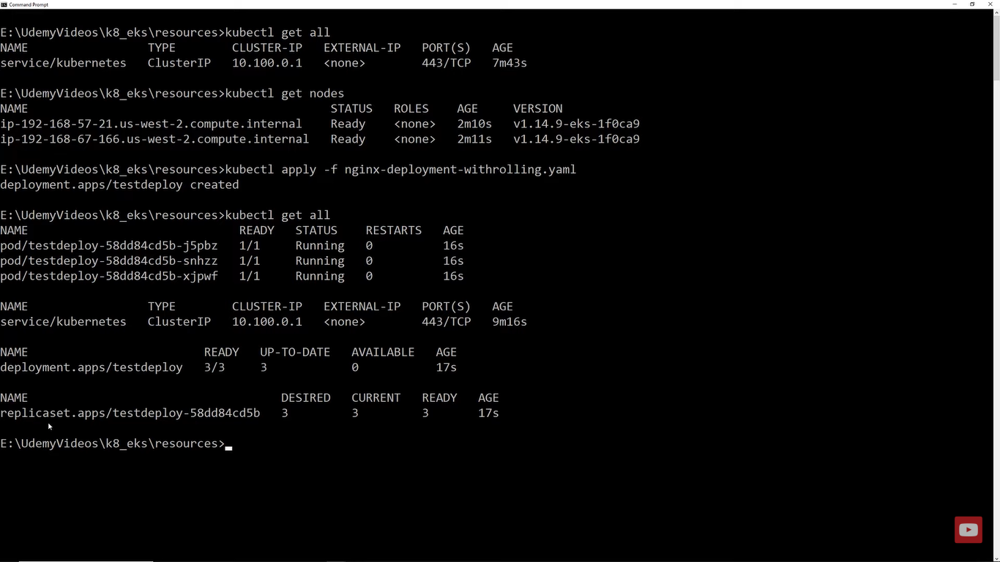 Command Prompt
E:\UdemyVideos\k8_eks\resources>kubectl get all
NAME TYPE CLUSTER-IP EXTERNAL-IP PORT(S) AGE
service/kubernetes ClusterIP 10.100.0.1 <none> 443/TCP 7m43s
E:\UdemyVideos\k8_eks\resources>kubectl get nodes
NAME STATUS ROLES AGE VERSION
ip-192-168-57-21.us-west-2.compute.internal Ready <none> 2m10s v1.14.9-eks-1f0ca9
ip-192-168-67-166.us-west-2.compute.internal Ready <none> 2m11s v1.14.9-eks-1f0ca9
E:\UdemyVideos\k8_eks\resources>kubectl apply -f nginx-deployment-withrolling.yaml
deployment.apps/testdeploy created
E:\UdemyVideos\k8_eks\resources>kubectl get all
NAME READY STATUS RESTARTS AGE
pod/testdeploy-58dd84cd5b-j5pbz 1/1 Running 0 16s
pod/testdeploy-58dd84cd5b-snhzz 1/1 Running 0 16s
pod/testdeploy-58dd84cd5b-xjpwf 1/1 Running 0 16s
NAME TYPE CLUSTER-IP EXTERNAL-IP PORT(S) AGE
service/kubernetes ClusterIP 10.100.0.1 <none> 443/TCP 9m16s
NAME READY UP-TO-DATE AVAILABLE AGE
deployment.apps/testdeploy 3/3 3 0 17s
NAME DESIRED CURRENT READY AGE
replicaset.apps/testdeploy-58dd84cd5b 3 3 3 17s
E:\UdemyVideos\k8_eks\resources>